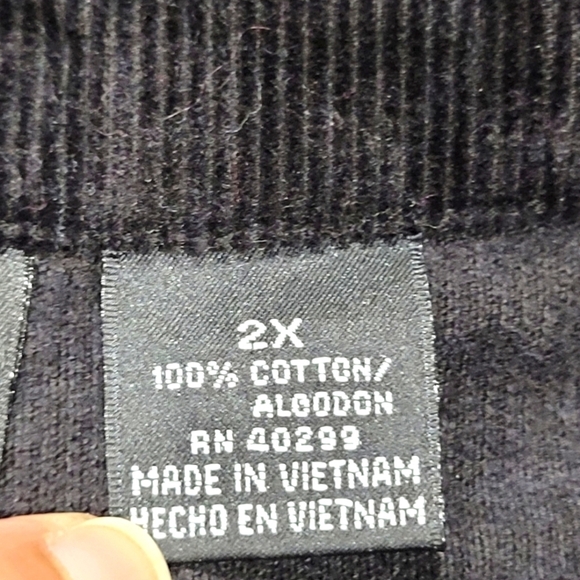 2X
100% COTTON/
ALGODON
RN 40299
MADE IN VIETNAM
HECHO EN VIETNAM